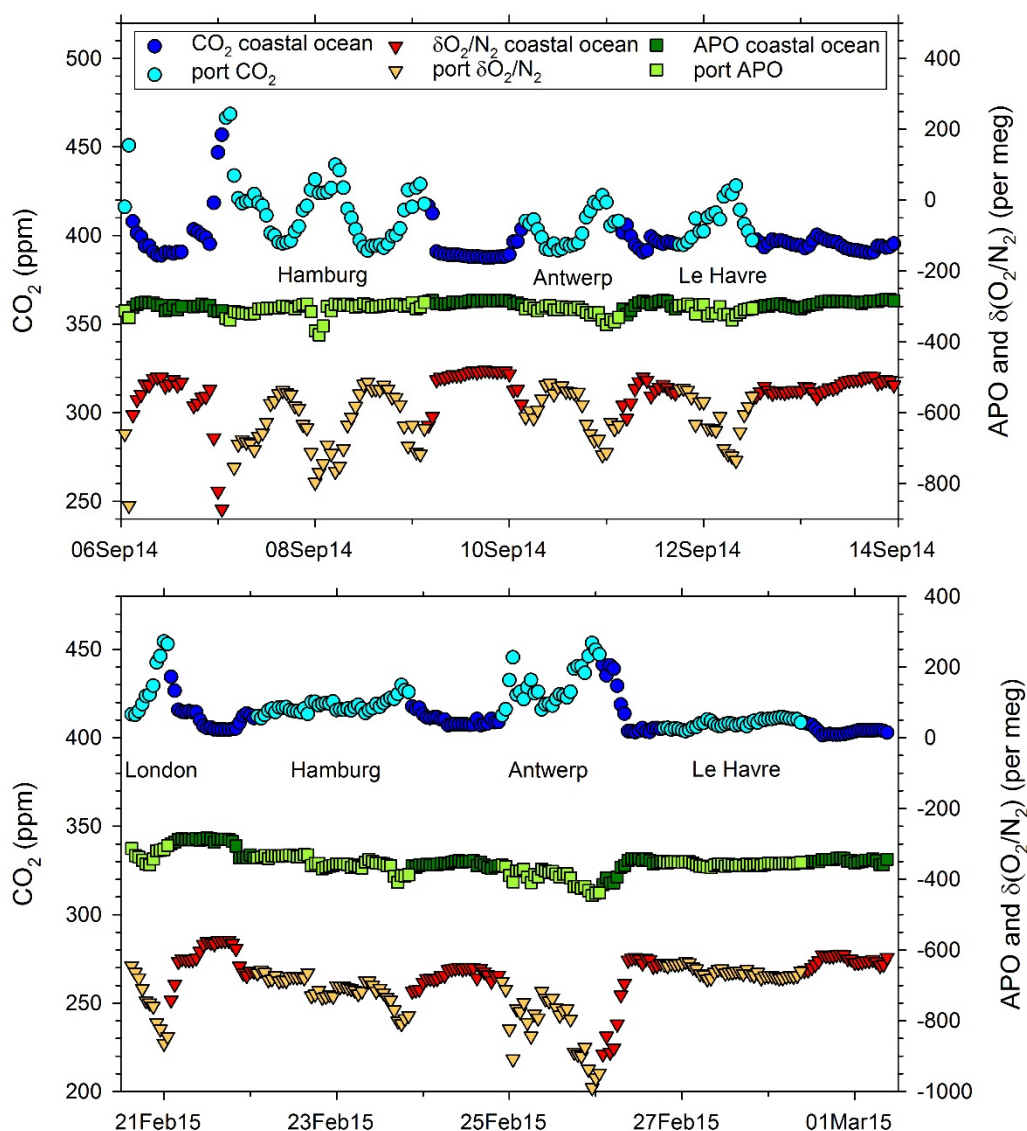 CO₂ coastal ocean δO₂/N₂ coastal ocean APO coastal ocean
port CO₂ port δO₂/N₂ port APO
CO₂ (ppm)
500
450
400
350
300
250
Hamburg Antwerp Le Havre
400
200
0
-200
-400
-600
-800
APO and δ(O₂/N₂) (per meg)
06Sep14 08Sep14 10Sep14 12Sep14 14Sep14
CO₂ (ppm)
450
400
350
300
250
200
London Hamburg Antwerp Le Havre
400
200
0
-200
-400
-600
-800
-1000
APO and δ(O₂/N₂) (per meg)
21Feb15 23Feb15 25Feb15 27Feb15 01Mar15